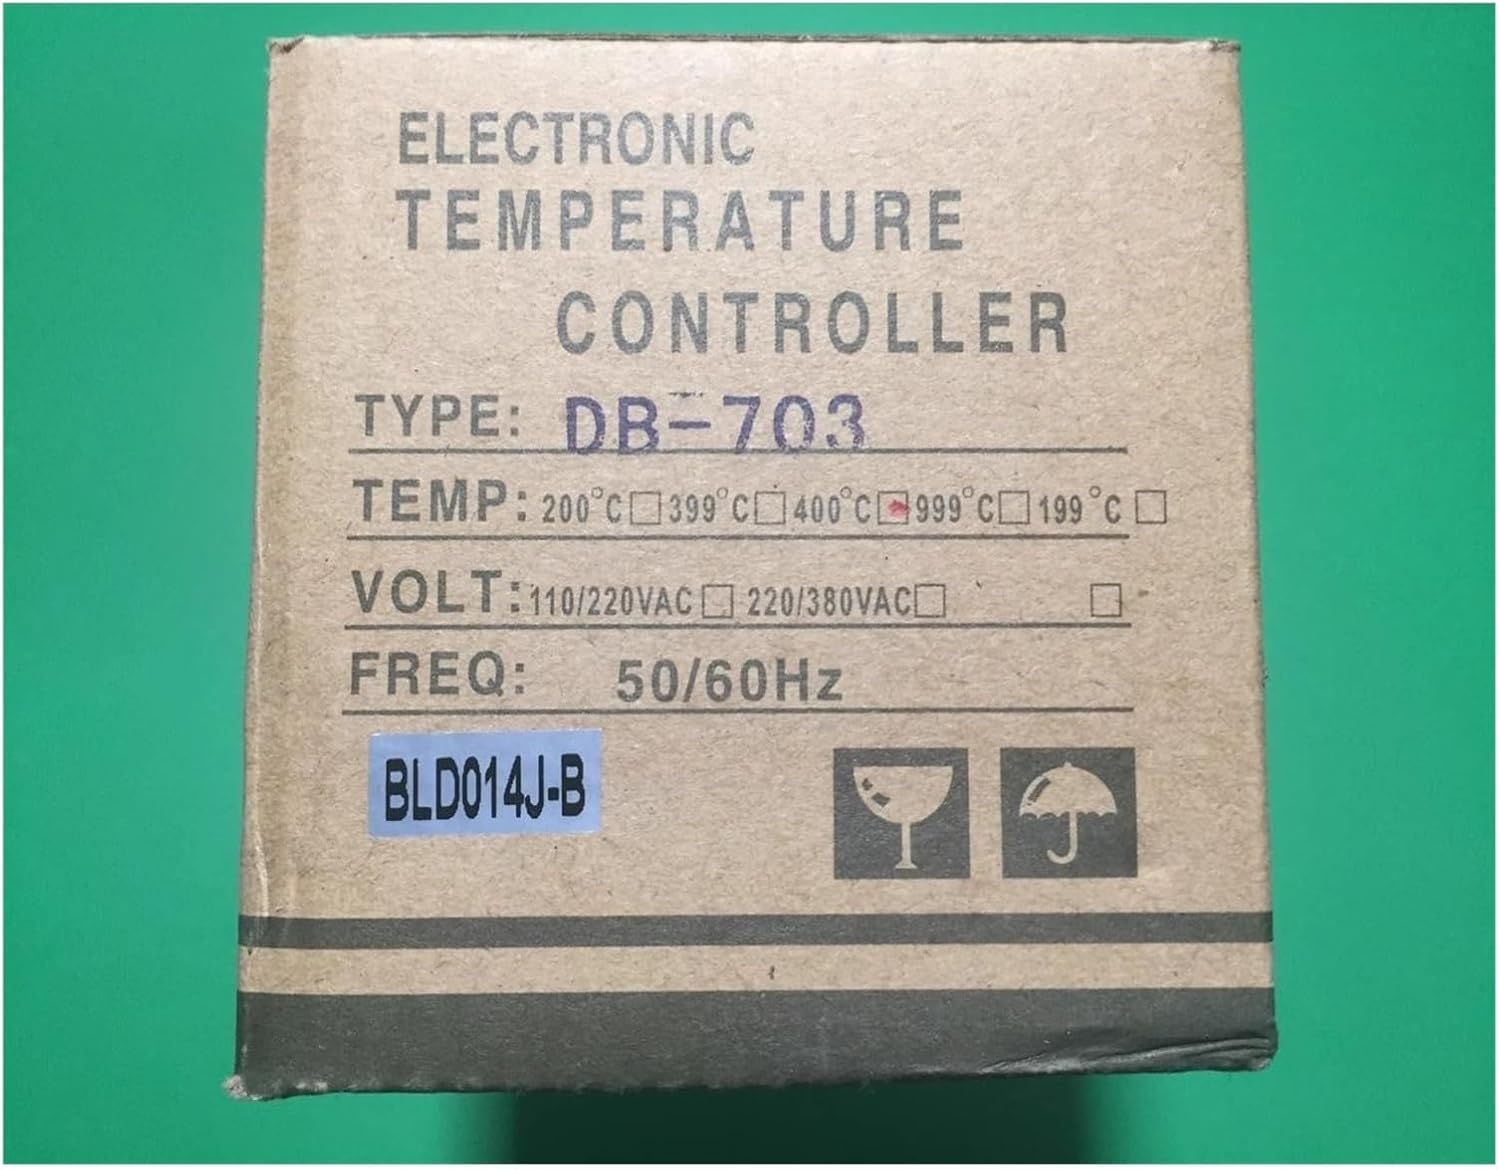 ELECTRONIC
TEMPERATURE
CONTROLLER
TYPE: DB-703
TEMP: 200°C 399°C 400°C 999°C 199°C
VOLT: 110/220VAC 220/380VAC
FREQ: 50/60Hz
BLD014J-B